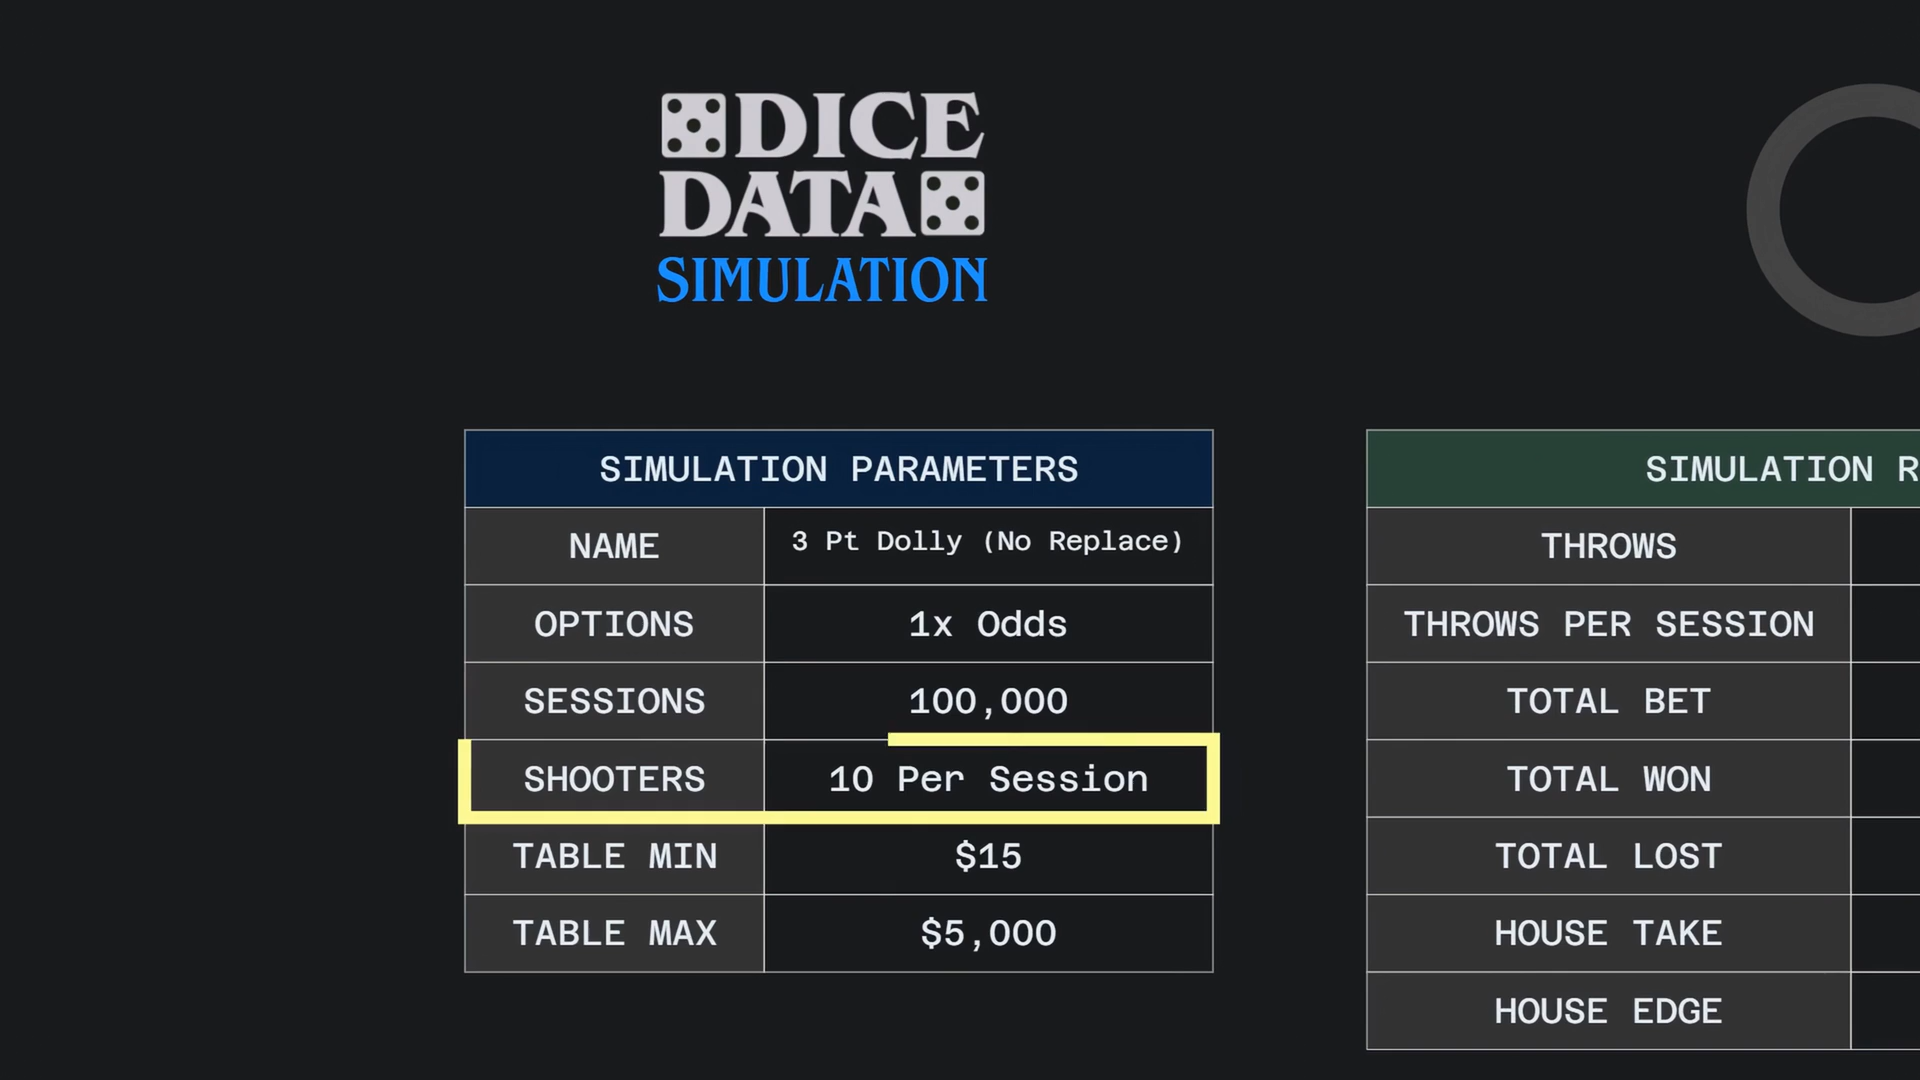 DICE
DATA
SIMULATION
SIMULATION PARAMETERS
NAME 3 Pt Dolly (No Replace)
OPTIONS 1x Odds
SESSIONS 100,000
SHOOTERS 10 Per Session
TABLE MIN $15
TABLE MAX $5,000
SIMULATION R
THROWS
THROWS PER SESSION
TOTAL BET
TOTAL WON
TOTAL LOST
HOUSE TAKE
HOUSE EDGE